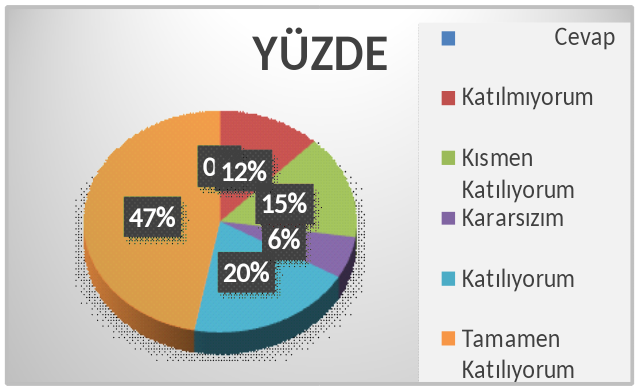 YÜZDE
Cevap
Katılmıyorum
Kısmen
Katılıyorum
Kararsızım
Katılıyorum
Tamamen
Katılıyorum
0
12%
15%
6%
20%
47%